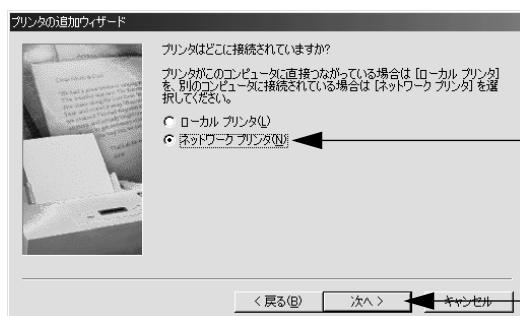 プリンタの追加ウィザード
プリンタはどこに接続されていますか?
プリンタがこのコンピュータに直接つながっている場合は [ローカル プリンタ]
を、別のコンピュータに接続されている場合は [ネットワーク プリンタ] を選
択してください。
ローカル プリンタ(L)
ネットワーク プリンタ(N)
< 戻る(B) 次へ > キャンセル